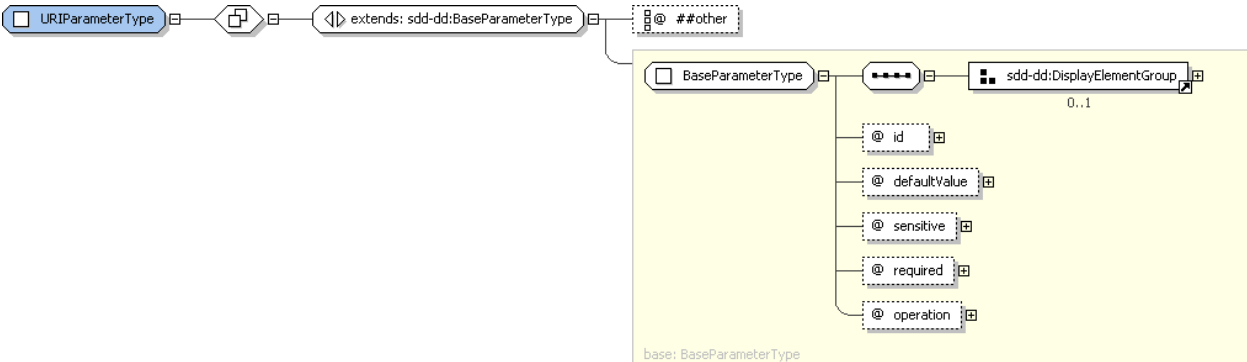 URIParameterType
extends: sdd-dd:BaseParameterType
@ ##other
BaseParameterType
sdd-dd:DisplayElementGroup
0..1
@ id
@ defaultValue
@ sensitive
@ required
@ operation
base: BaseParameterType